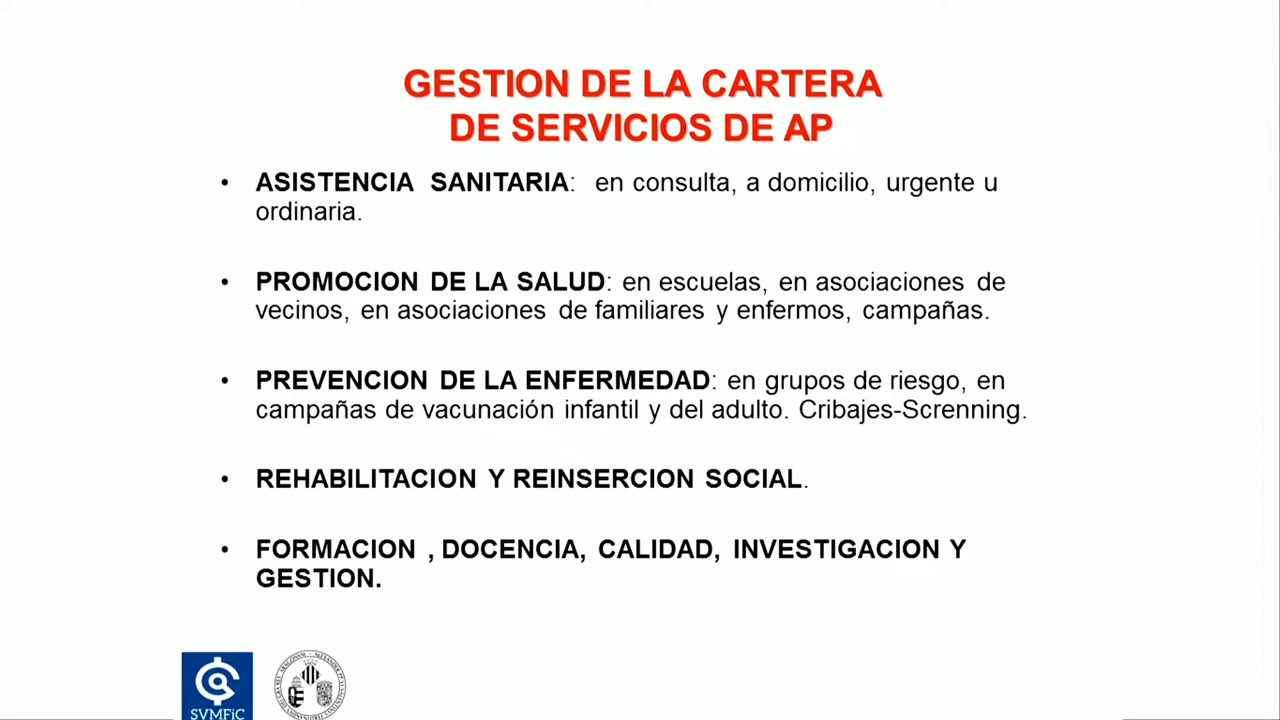 GESTION DE LA CARTERA
DE SERVICIOS DE AP
• ASISTENCIA SANITARIA: en consulta, a domicilio, urgente u
ordinaria.
• PROMOCION DE LA SALUD: en escuelas, en asociaciones de
vecinos, en asociaciones de familiares y enfermos, campañas.
• PREVENCION DE LA ENFERMEDAD: en grupos de riesgo, en
campañas de vacunación infantil y del adulto. Cribajes-Screnning.
• REHABILITACION Y REINSERCION SOCIAL.
• FORMACION , DOCENCIA, CALIDAD, INVESTIGACION Y
GESTION.
SVMFiC